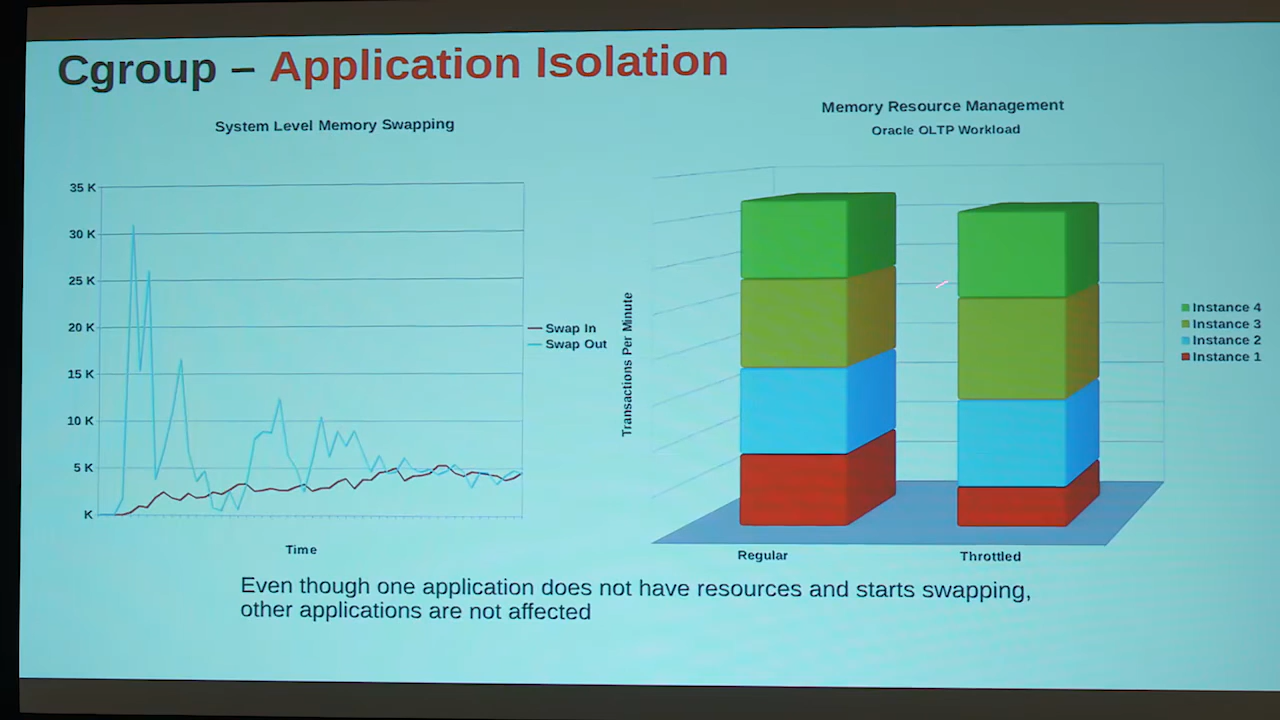 Cgroup – Application Isolation
System Level Memory Swapping
35 K
30 K
25 K
20 K
15 K
10 K
5 K
K
Swap In
Swap Out
Time
Memory Resource Management
Oracle OLTP Workload
Transactions Per Minute
Instance 4
Instance 3
Instance 2
Instance 1
Regular
Throttled
Even though one application does not have resources and starts swapping,
other applications are not affected